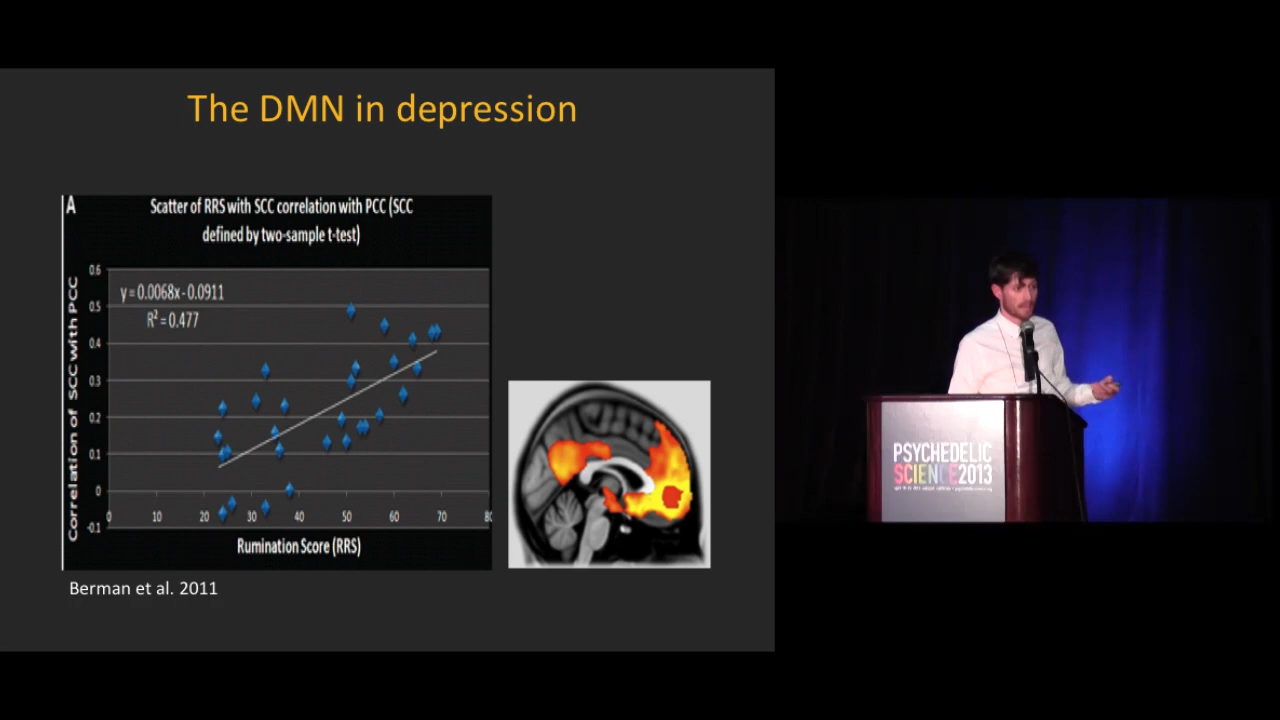 The DMN in depression
A
Scatter of RRS with SCC correlation with PCC (SCC
defined by two-sample t-test)
Correlation of SCC with PCC
0.6
0.5
0.4
0.3
0.2
0.1
0
-0.1
y = 0.0068x - 0.0911
R² = 0.477
0 10 20 30 40 50 60 70 80
Rumination Score (RRS)
Berman et al. 2011
PSYCHEDELIC
SCIENCE2013